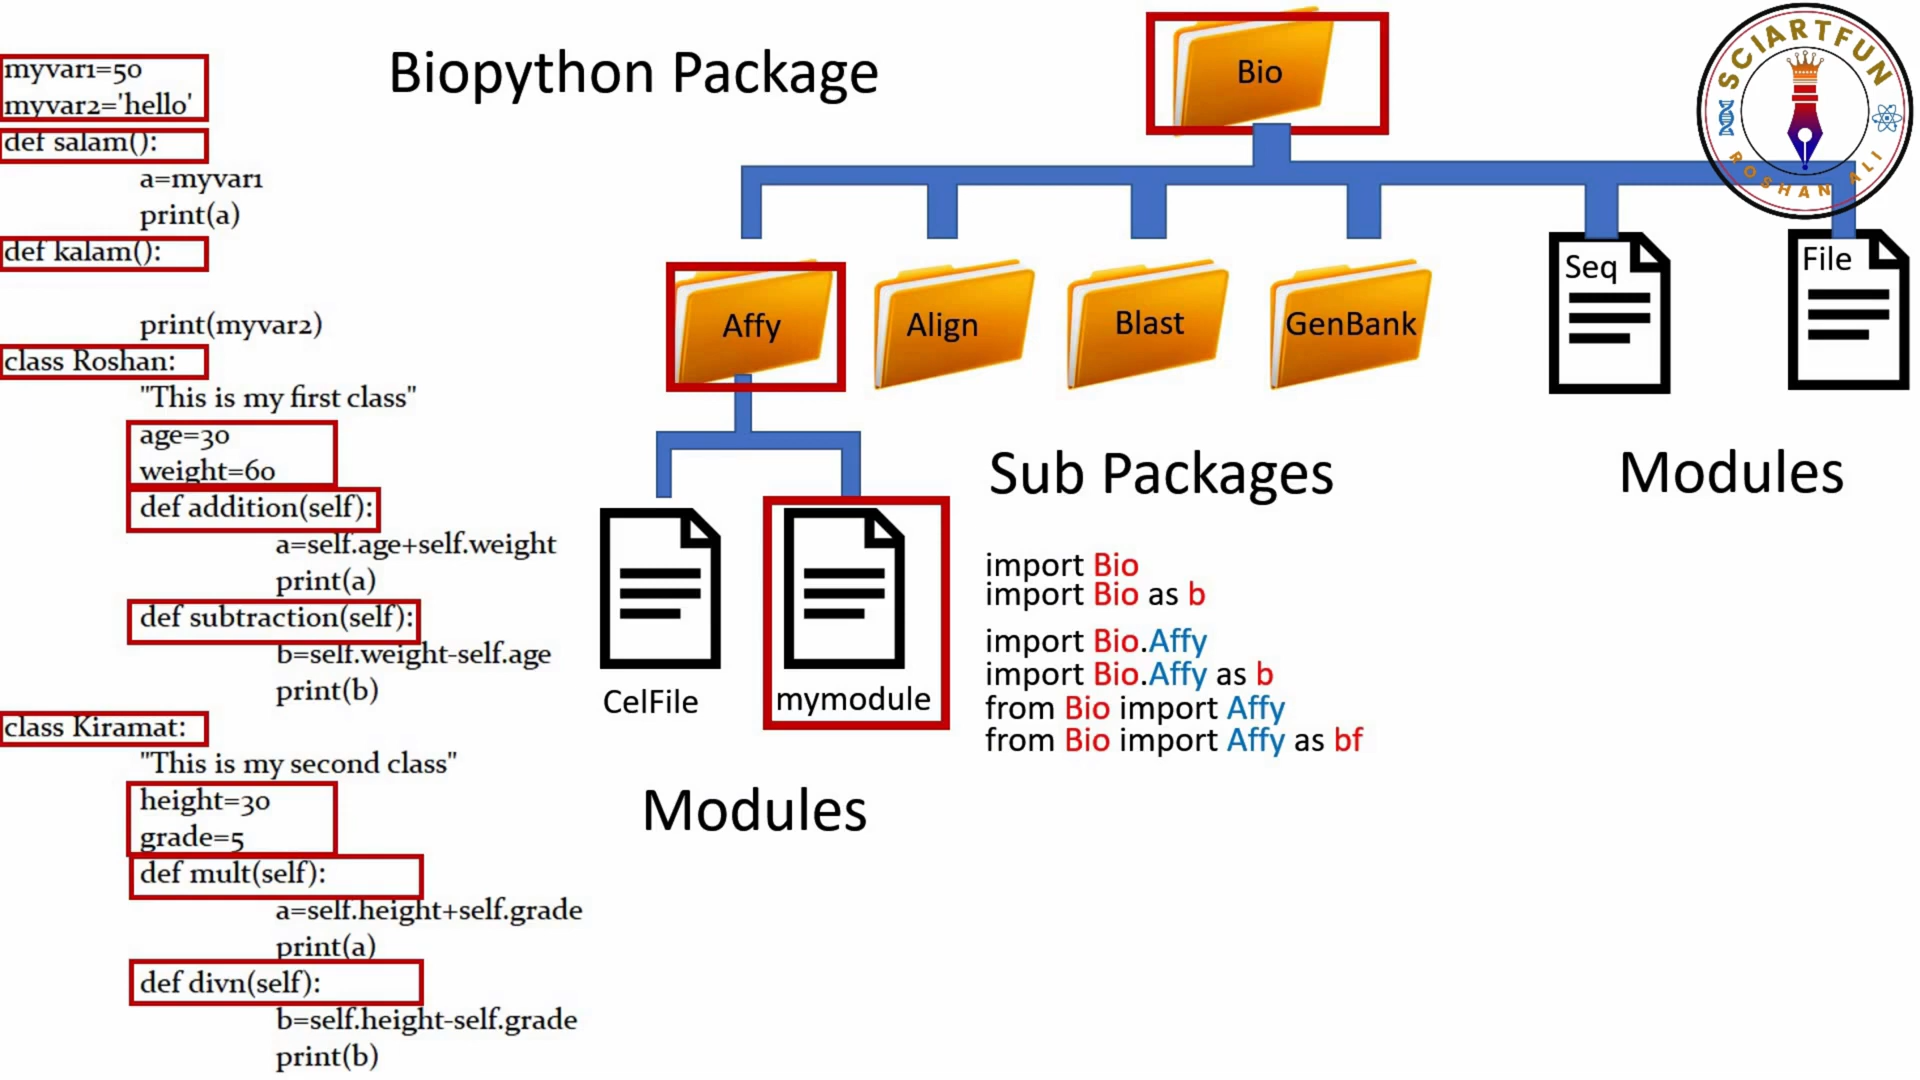 myvar1=50
myvar2='hello'
def salam():
a=myvar1
print(a)
def kalam():
print(myvar2)
class Roshan:
"This is my first class"
age=30
weight=60
def addition(self):
a=self.age+self.weight
print(a)
def subtraction(self):
b=self.weight-self.age
print(b)
class Kiramat:
"This is my second class"
height=30
grade=5
def mult(self):
a=self.height+self.grade
print(a)
def divn(self):
b=self.height-self.grade
print(b)
Biopython Package
Bio
SCIARTFUN
ROSHAN ALI
Affy
Align
Blast
GenBank
Seq
File
Sub Packages
Modules
CelFile
mymodule
Modules
import Bio
import Bio as b
import Bio.Affy
import Bio.Affy as b
from Bio import Affy
from Bio import Affy as bf